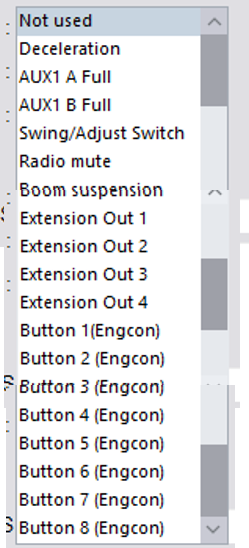 Not used
Deceleration
AUX1 A Full
AUX1 B Full
Swing/Adjust Switch
Radio mute
Boom suspension
Extension Out 1
Extension Out 2
Extension Out 3
Extension Out 4
Button 1(Engcon)
Button 2 (Engcon)
Button 3 (Engcon)
Button 4 (Engcon)
Button 5 (Engcon)
Button 6 (Engcon)
Button 7 (Engcon)
Button 8 (Engcon)